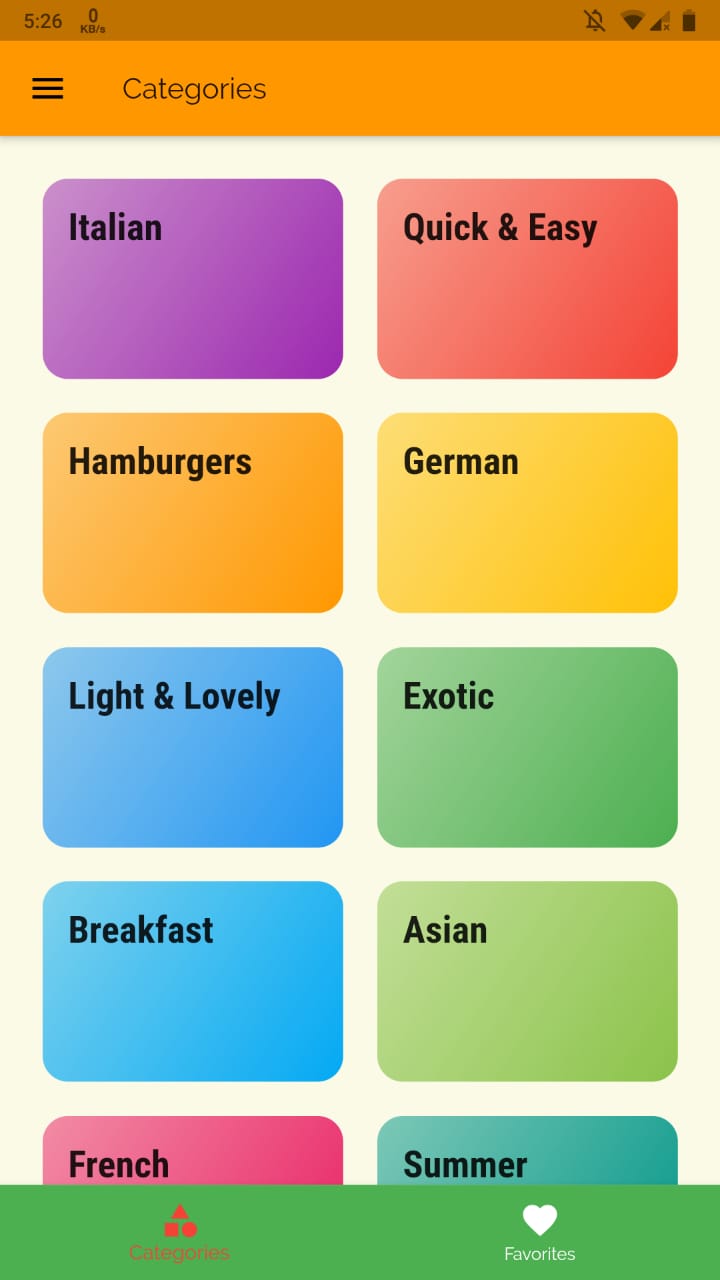 5:26 0
KB/s
Categories
Italian Quick & Easy
Hamburgers German
Light & Lovely Exotic
Breakfast Asian
French Summer
Categories Favorites